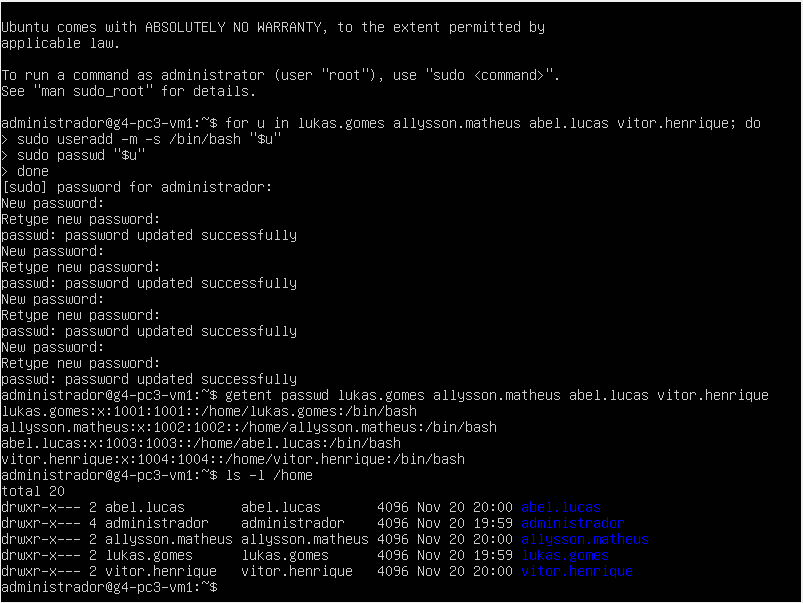 Ubuntu comes with ABSOLUTELY NO WARRANTY, to the extent permitted by
applicable law.
To run a command as administrator (user "root"), use "sudo <command>".
See "man sudo_root" for details.
administrador@g4-pc3-vm1:~$ for u in lukas.gomes allysson.matheus abel.lucas vitor.henrique; do
> sudo useradd -m -s /bin/bash "$u"
> sudo passwd "$u"
> done
[sudo] password for administrador:
New password:
Retype new password:
passwd: password updated successfully
New password:
Retype new password:
passwd: password updated successfully
New password:
Retype new password:
passwd: password updated successfully
New password:
Retype new password:
passwd: password updated successfully
administrador@g4-pc3-vm1:~$ getent passwd lukas.gomes allysson.matheus abel.lucas vitor.henrique
lukas.gomes:x:1001:1001::/home/lukas.gomes:/bin/bash
allysson.matheus:x:1002:1002::/home/allysson.matheus:/bin/bash
abel.lucas:x:1003:1003::/home/abel.lucas:/bin/bash
vitor.henrique:x:1004:1004::/home/vitor.henrique:/bin/bash
administrador@g4-pc3-vm1:~$ ls -l /home
total 20
drwxr-x--- 2 abel.lucas       abel.lucas       4096 Nov 20 20:00 abel.lucas
drwxr-x--- 4 administrador    administrador    4096 Nov 20 19:59 administrador
drwxr-x--- 2 allysson.matheus allysson.matheus 4096 Nov 20 20:00 allysson.matheus
drwxr-x--- 2 lukas.gomes      lukas.gomes      4096 Nov 20 19:59 lukas.gomes
drwxr-x--- 2 vitor.henrique   vitor.henrique   4096 Nov 20 20:00 vitor.henrique
administrador@g4-pc3-vm1:~$